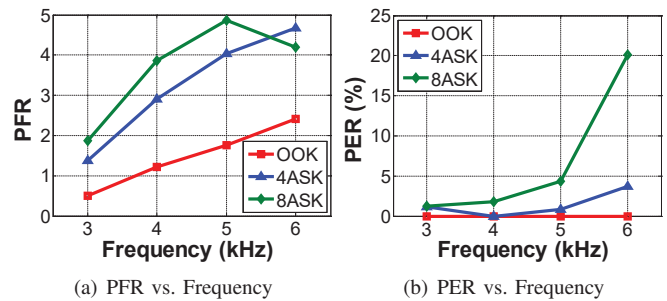 5
4
3
2
1
0
PFR
3 4 5 6
Frequency (kHz)
OOK
4ASK
8ASK
(a) PFR vs. Frequency
25
20
15
10
5
0
PER (%)
3 4 5 6
Frequency (kHz)
OOK
4ASK
8ASK
(b) PER vs. Frequency